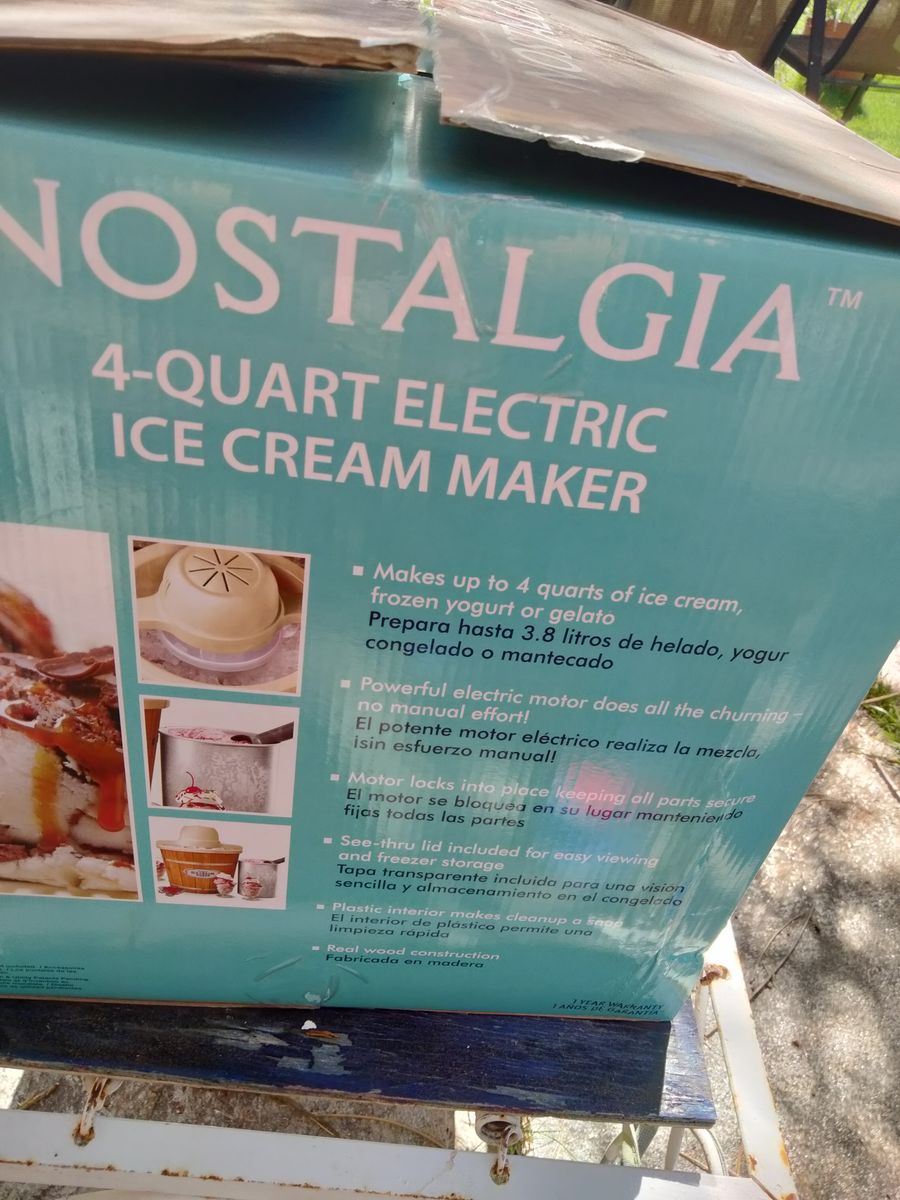 NOSTALGIA™
4-QUART ELECTRIC
ICE CREAM MAKER
▪ Makes up to 4 quarts of ice cream,
frozen yogurt or gelato
Prepara hasta 3.8 litros de helado, yogur
congelado o mantecado
▪ Powerful electric motor does all the churning –
no manual effort!
El potente motor eléctrico realiza la mezcla,
¡sin esfuerzo manual!
▪ Motor locks into place keeping all parts secure
El motor se bloquea en su lugar manteniendo
fijas todas las partes
▪ See-thru lid included for easy viewing
and freezer storage
Tapa transparente incluida para una visión
sencilla y almacenamiento en el congelado
▪ Plastic interior makes cleanup a snap
El interior de plástico permite una
limpieza rápida
▪ Real wood construction
Fabricada en madera
1 YEAR WARRANTY
1 AÑOS DE GARANTÍA